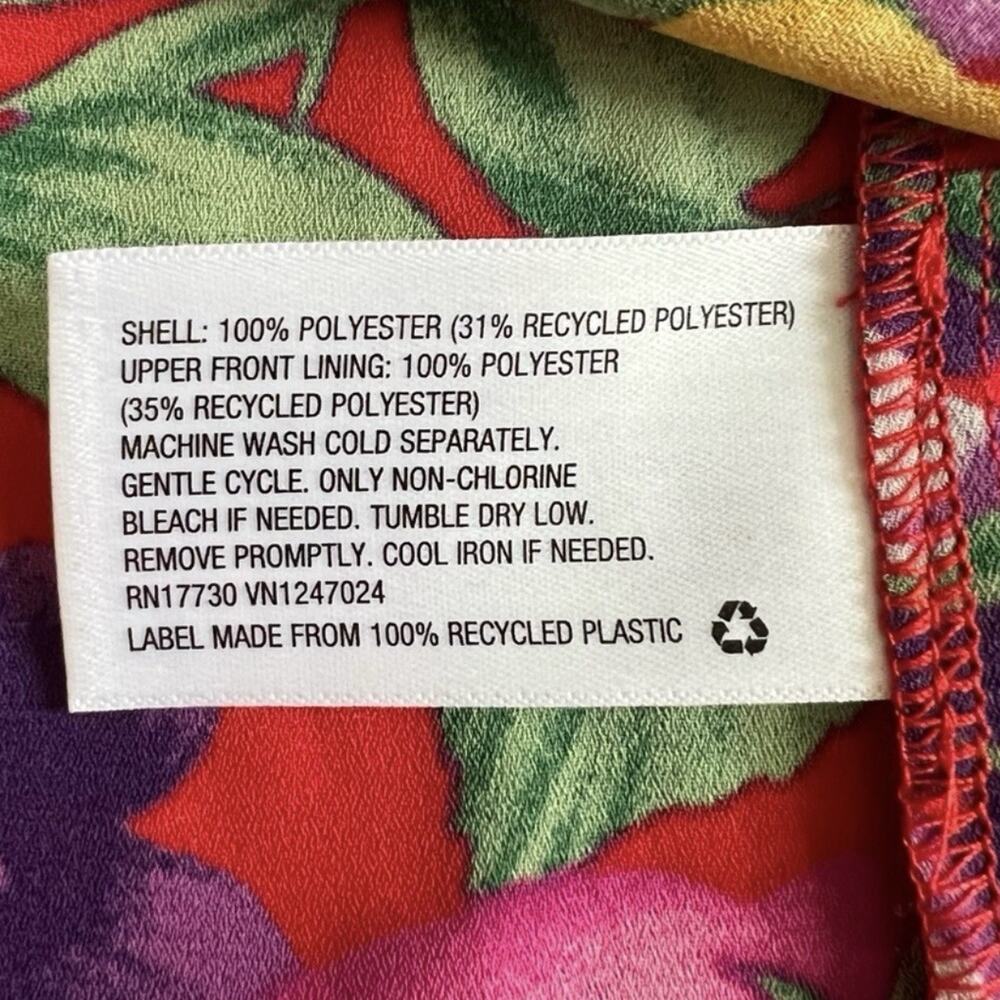 SHELL: 100% POLYESTER (31% RECYCLED POLYESTER)
UPPER FRONT LINING: 100% POLYESTER
(35% RECYCLED POLYESTER)
MACHINE WASH COLD SEPARATELY.
GENTLE CYCLE. ONLY NON-CHLORINE
BLEACH IF NEEDED. TUMBLE DRY LOW.
REMOVE PROMPTLY. COOL IRON IF NEEDED.
RN17730 VN1247024
LABEL MADE FROM 100% RECYCLED PLASTIC